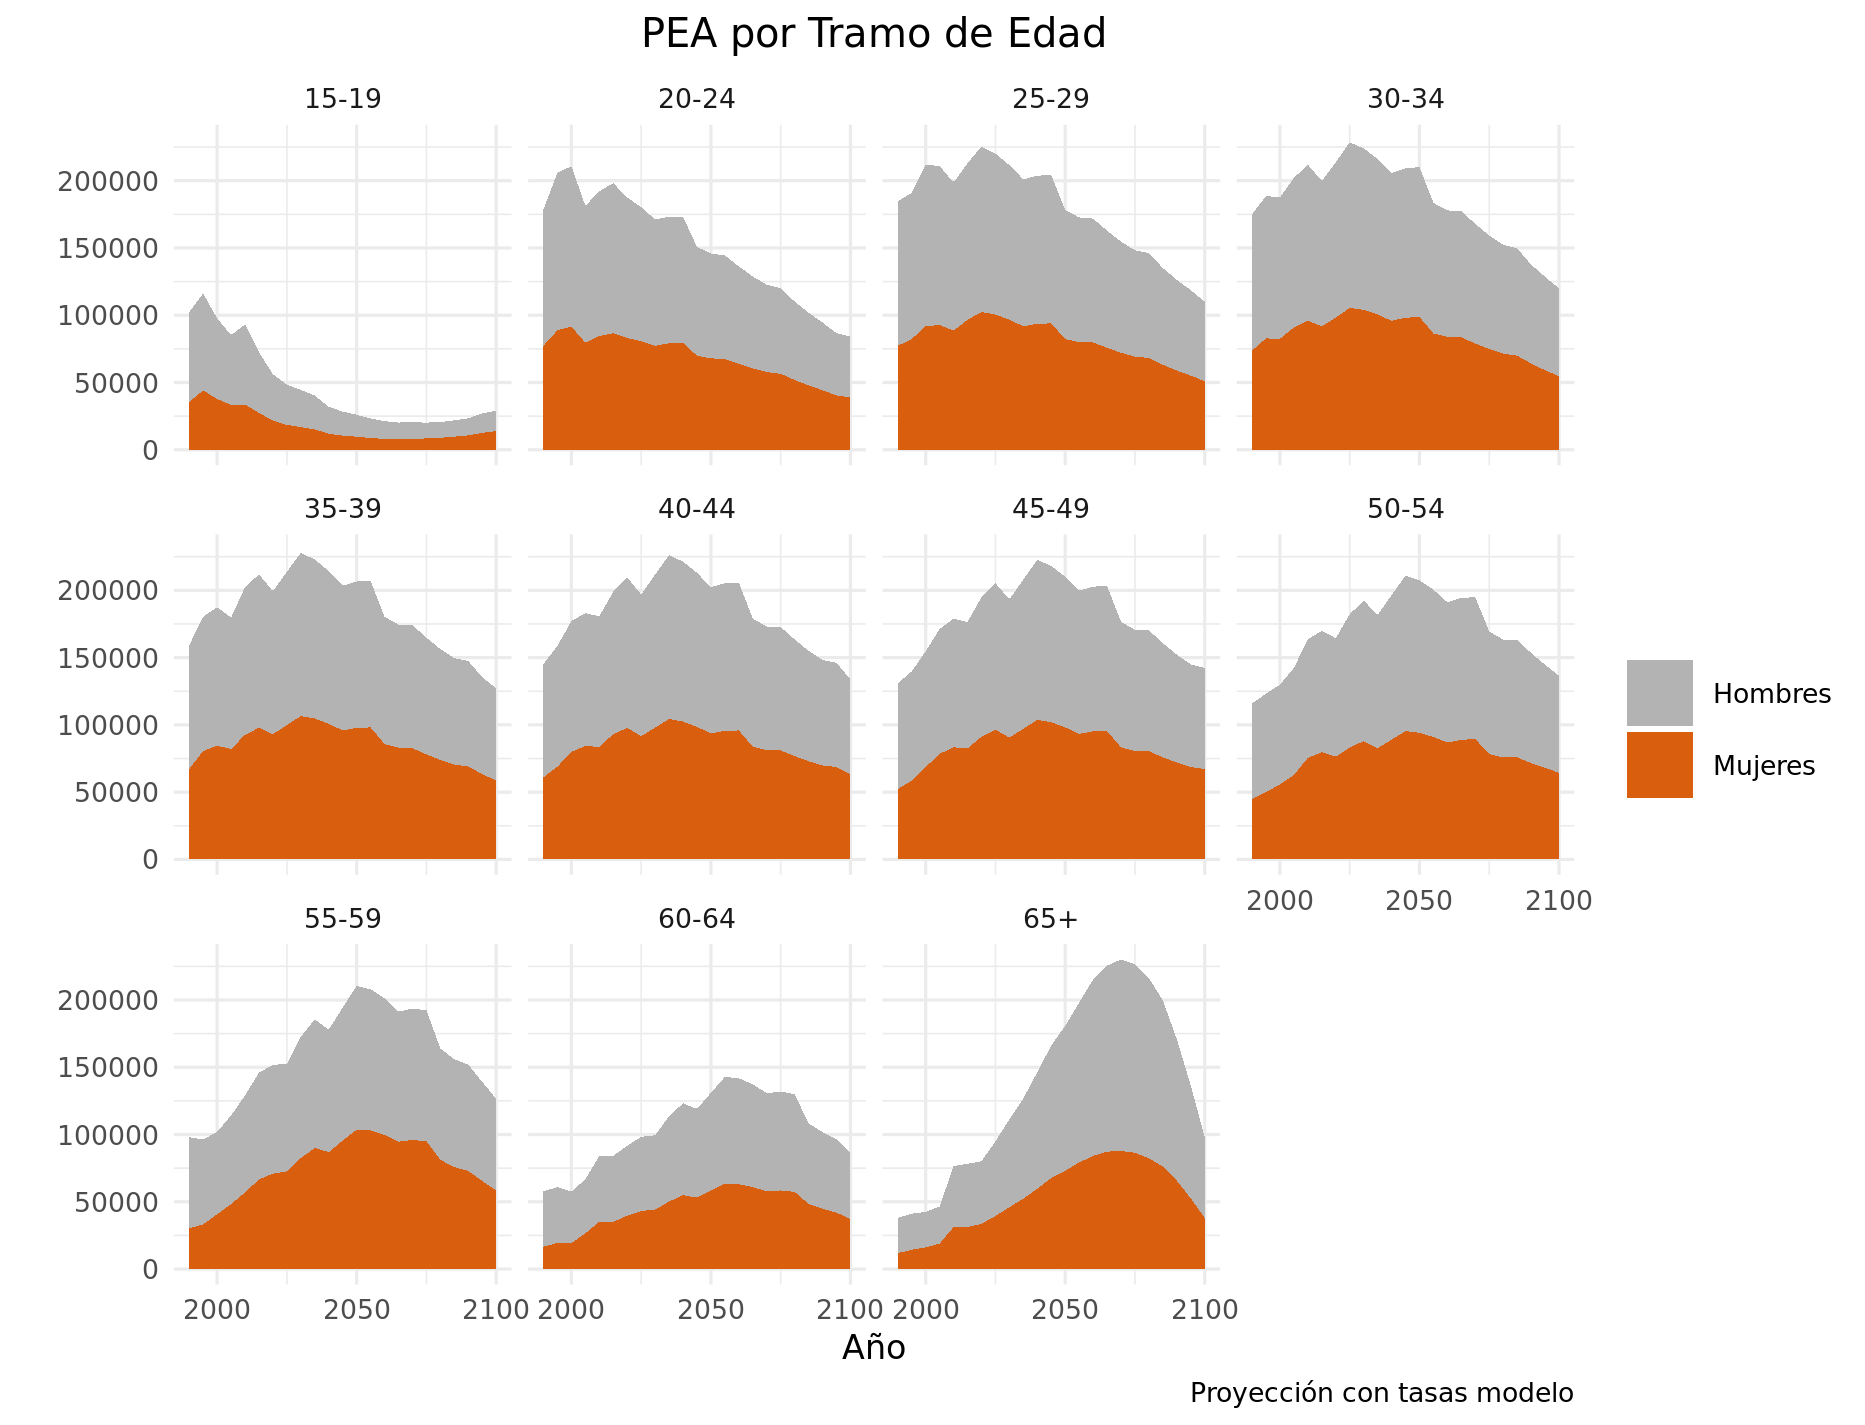 PEA por Tramo de Edad
15-19 20-24 25-29 30-34
200000
150000
100000
50000
0
35-39 40-44 45-49 50-54
200000
150000
100000
50000
0
Hombres
Mujeres
2000 2050 2100
55-59 60-64 65+
200000
150000
100000
50000
0
2000 2050 2100 2000 2050 2100 2000 2050 2100
Año
Proyección con tasas modelo